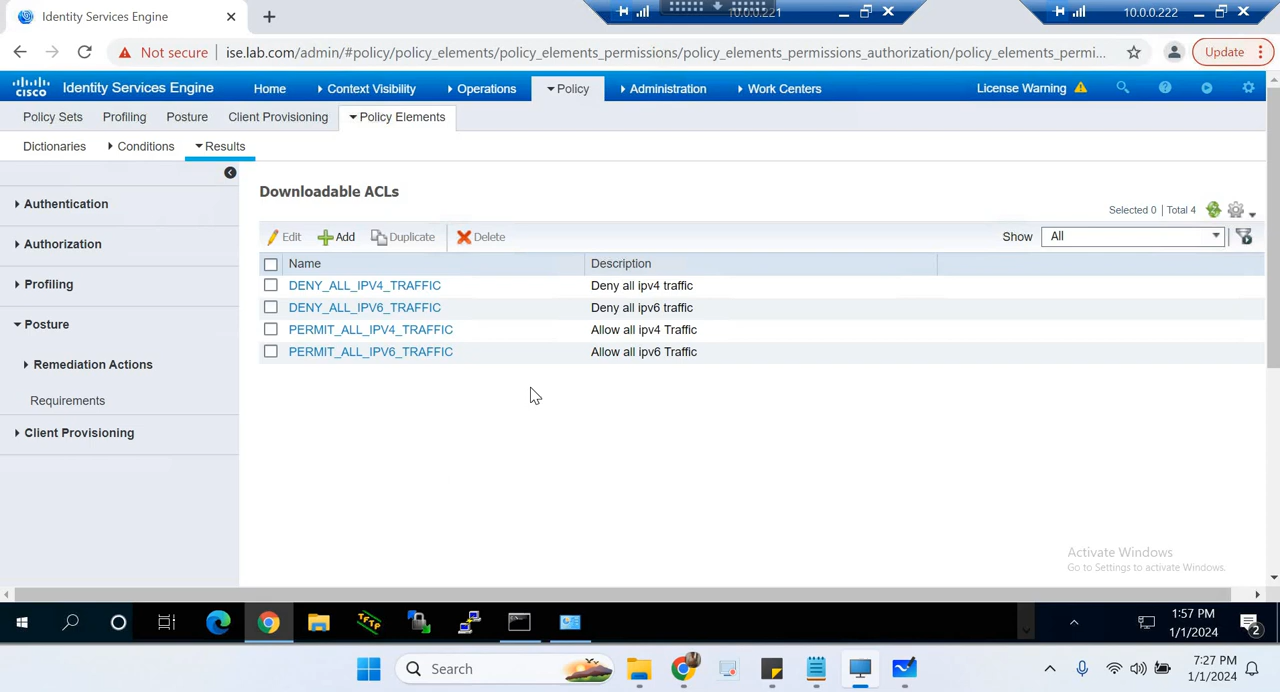 Identity Services Engine
10.0.0.221
10.0.0.222
Not secure
ise.lab.com/admin/#policy/policy_elements/policy_elements_permissions/policy_elements_permissions_authorization/policy_elements_permi...
Update
cisco
Identity Services Engine
Home
Context Visibility
Operations
Policy
Administration
Work Centers
License Warning
Policy Sets
Profiling
Posture
Client Provisioning
Policy Elements
Dictionaries
Conditions
Results
Authentication
Authorization
Profiling
Posture
Remediation Actions
Requirements
Client Provisioning
Downloadable ACLs
Selected 0 | Total 4
Edit
Add
Duplicate
Delete
Show
All
Name
Description
DENY_ALL_IPV4_TRAFFIC
Deny all ipv4 traffic
DENY_ALL_IPV6_TRAFFIC
Deny all ipv6 traffic
PERMIT_ALL_IPV4_TRAFFIC
Allow all ipv4 Traffic
PERMIT_ALL_IPV6_TRAFFIC
Allow all ipv6 Traffic
Activate Windows
Go to Settings to activate Windows.
TFTP
1:57 PM
1/1/2024
2
Search
7:27 PM
1/1/2024